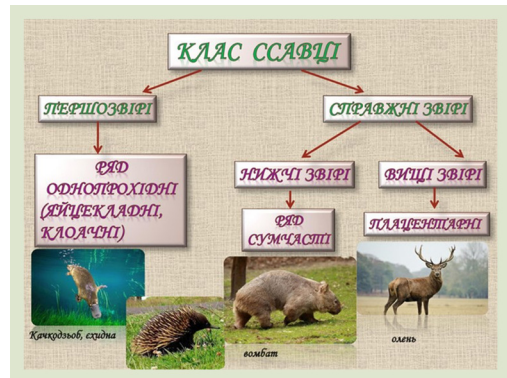 КЛАС ССАВЦІ
ПЕРШОЗВІРІ
СПРАВЖНІ ЗВІРІ
РЯД
ОДНОПРОХІДНІ
(ЯЙЦЕКЛАДНІ,
КЛОАЧНІ)
НИЖЧІ ЗВІРІ
ВИЩІ ЗВІРІ
РЯД
СУМЧАСТІ
ПЛАЦЕНТАРНІ
Качкодзьоб, єхидна
вомбат
олень